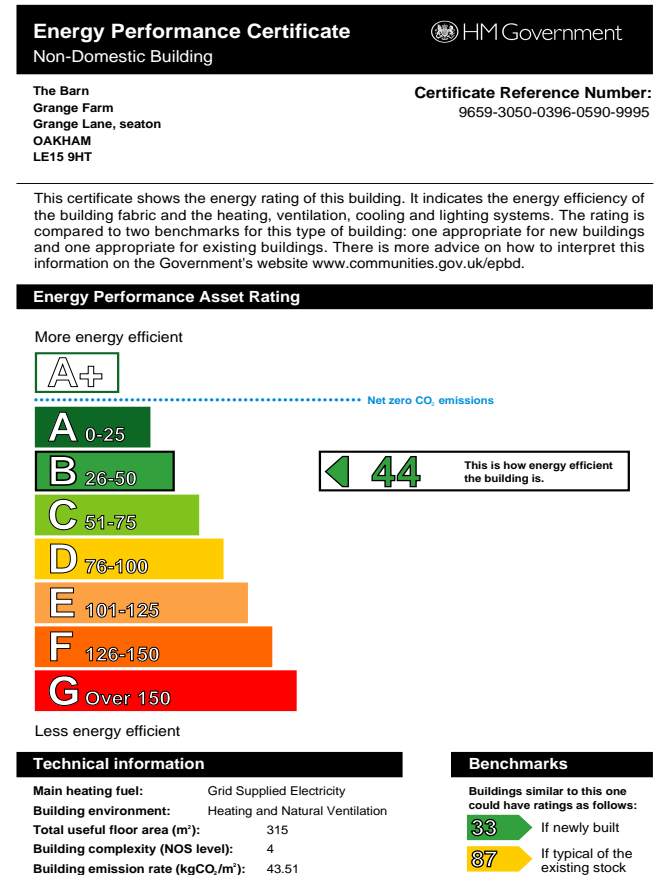 Energy Performance Certificate
HM Government
Non-Domestic Building
The Barn
Grange Farm
Grange Lane, seaton
OAKHAM
LE15 9HT
Certificate Reference Number:
9659-3050-0396-0590-9995
This certificate shows the energy rating of this building. It indicates the energy efficiency of
the building fabric and the heating, ventilation, cooling and lighting systems. The rating is
compared to two benchmarks for this type of building: one appropriate for new buildings
and one appropriate for existing buildings. There is more advice on how to interpret this
information on the Government's website www.communities.gov.uk/epbd.
Energy Performance Asset Rating
More energy efficient
A+
Net zero CO₂ emissions
A 0-25
B 26-50
44
This is how energy efficient
the building is.
C 51-75
D 76-100
E 101-125
F 126-150
G Over 150
Less energy efficient
Technical information
Main heating fuel: Grid Supplied Electricity
Building environment: Heating and Natural Ventilation
Total useful floor area (m²): 315
Building complexity (NOS level): 4
Building emission rate (kgCO₂/m²): 43.51
Benchmarks
Buildings similar to this one
could have ratings as follows:
33 If newly built
87 If typical of the
existing stock